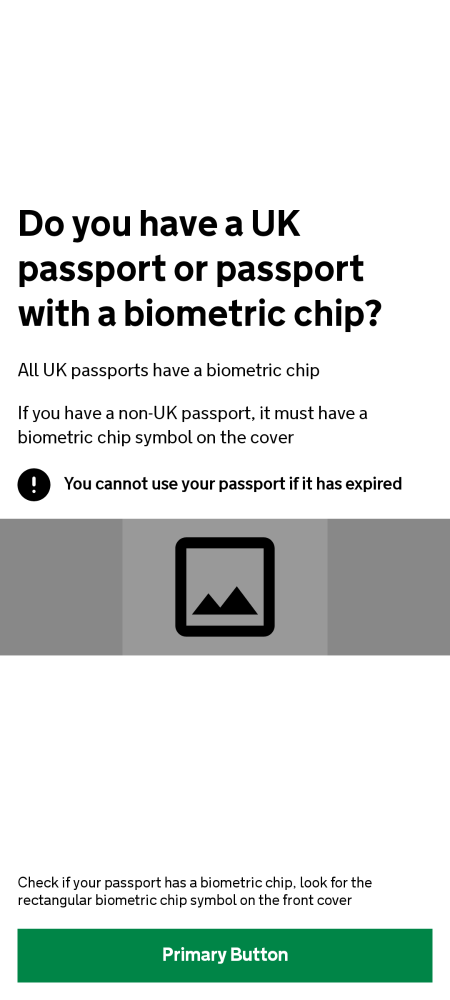 Do you have a UK
passport or passport
with a biometric chip?
All UK passports have a biometric chip
If you have a non-UK passport, it must have a
biometric chip symbol on the cover
You cannot use your passport if it has expired
Check if your passport has a biometric chip, look for the
rectangular biometric chip symbol on the front cover
Primary Button